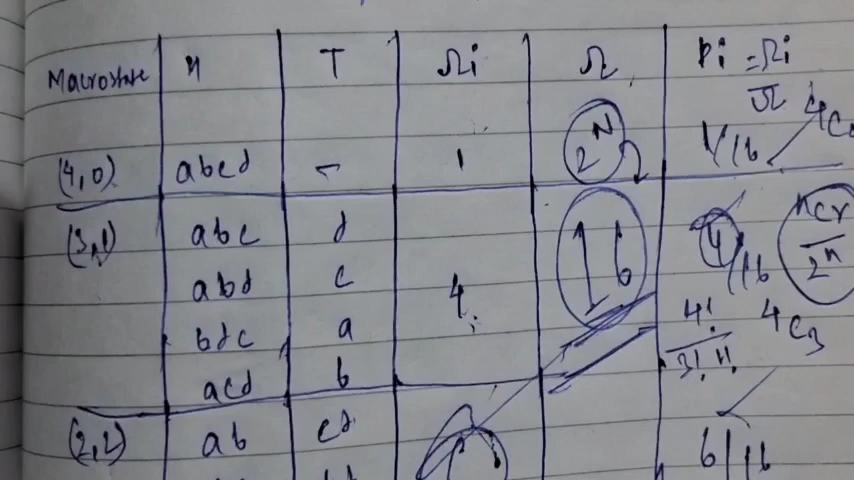 Macrostate H T Ωi Ω Pi = Ωi/Ω
(4,0) abcd - 1 2^N 1/16 4C
(3,1) abc d 4/16 nCr/2^n
abd c 4 16
bdc a 4!/3!.1!. 4C3
acd b
(2,2) ab cd 6/16